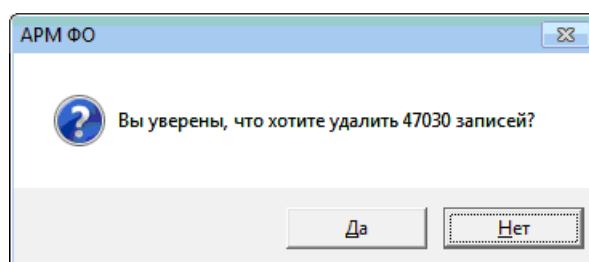 АРМ ФО
Вы уверены, что хотите удалить 47030 записей?
Да
Нет